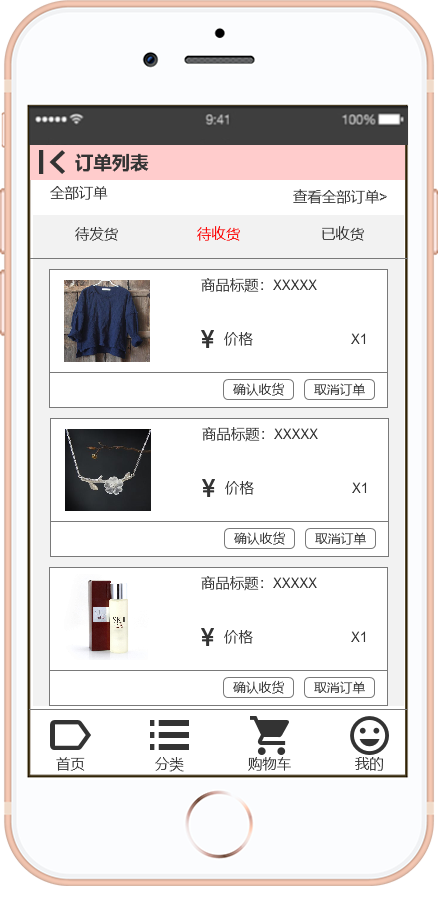 9:41 100%
订单列表
全部订单 查看全部订单>
待发货 待收货 已收货
商品标题：XXXXX
¥ 价格 X1
确认收货 取消订单
商品标题：XXXXX
¥ 价格 X1
确认收货 取消订单
商品标题：XXXXX
¥ 价格 X1
确认收货 取消订单
首页 分类 购物车 我的